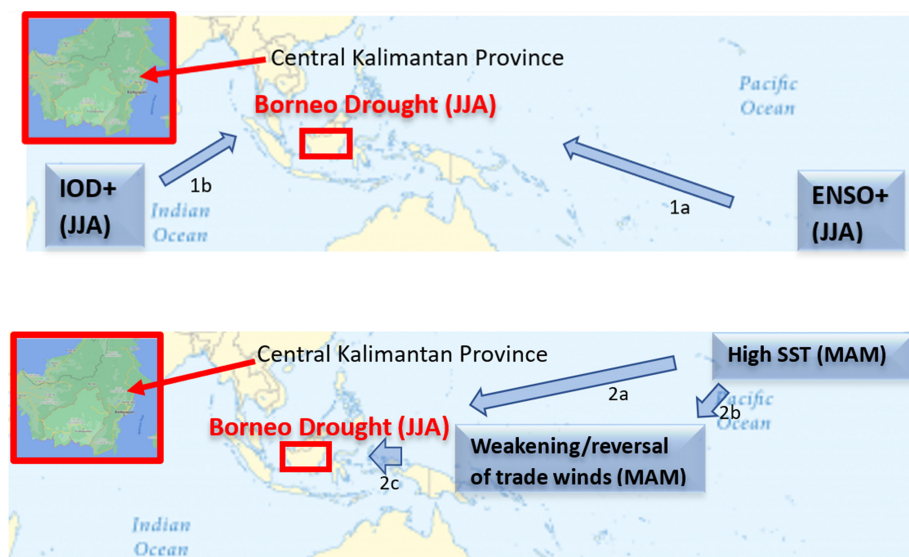 Central Kalimantan Province
Borneo Drought (JJA)
Pacific
Ocean
IOD+
(JJA)
1b
Indian
Ocean
1a
ENSO+
(JJA)
Central Kalimantan Province
High SST (MAM)
2a
2b
Pacific
Ocean
Borneo Drought (JJA)
Weakening/reversal
of trade winds (MAM)
2c
Indian
Ocean